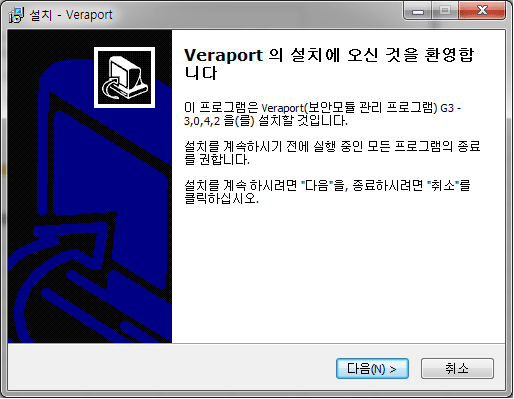 설치 - Veraport
Veraport 의 설치에 오신 것을 환영합
니다
이 프로그램은 Veraport(보안모듈 관리 프로그램) G3 -
3,0,4,2 을(를) 설치할 것입니다.
설치를 계속하시기 전에 실행 중인 모든 프로그램의 종료
를 권합니다.
설치를 계속 하시려면 "다음"을, 종료하시려면 "취소"를
클릭하십시오.
다음(N) >
취소